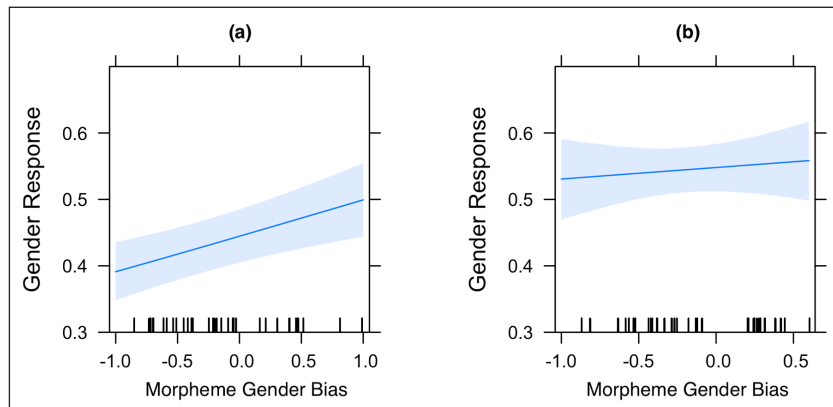 (a)
Gender Response
0.6
0.5
0.4
0.3
-1.0 -0.5 0.0 0.5 1.0
Morpheme Gender Bias
(b)
Gender Response
0.6
0.5
0.4
0.3
-1.0 -0.5 0.0 0.5
Morpheme Gender Bias